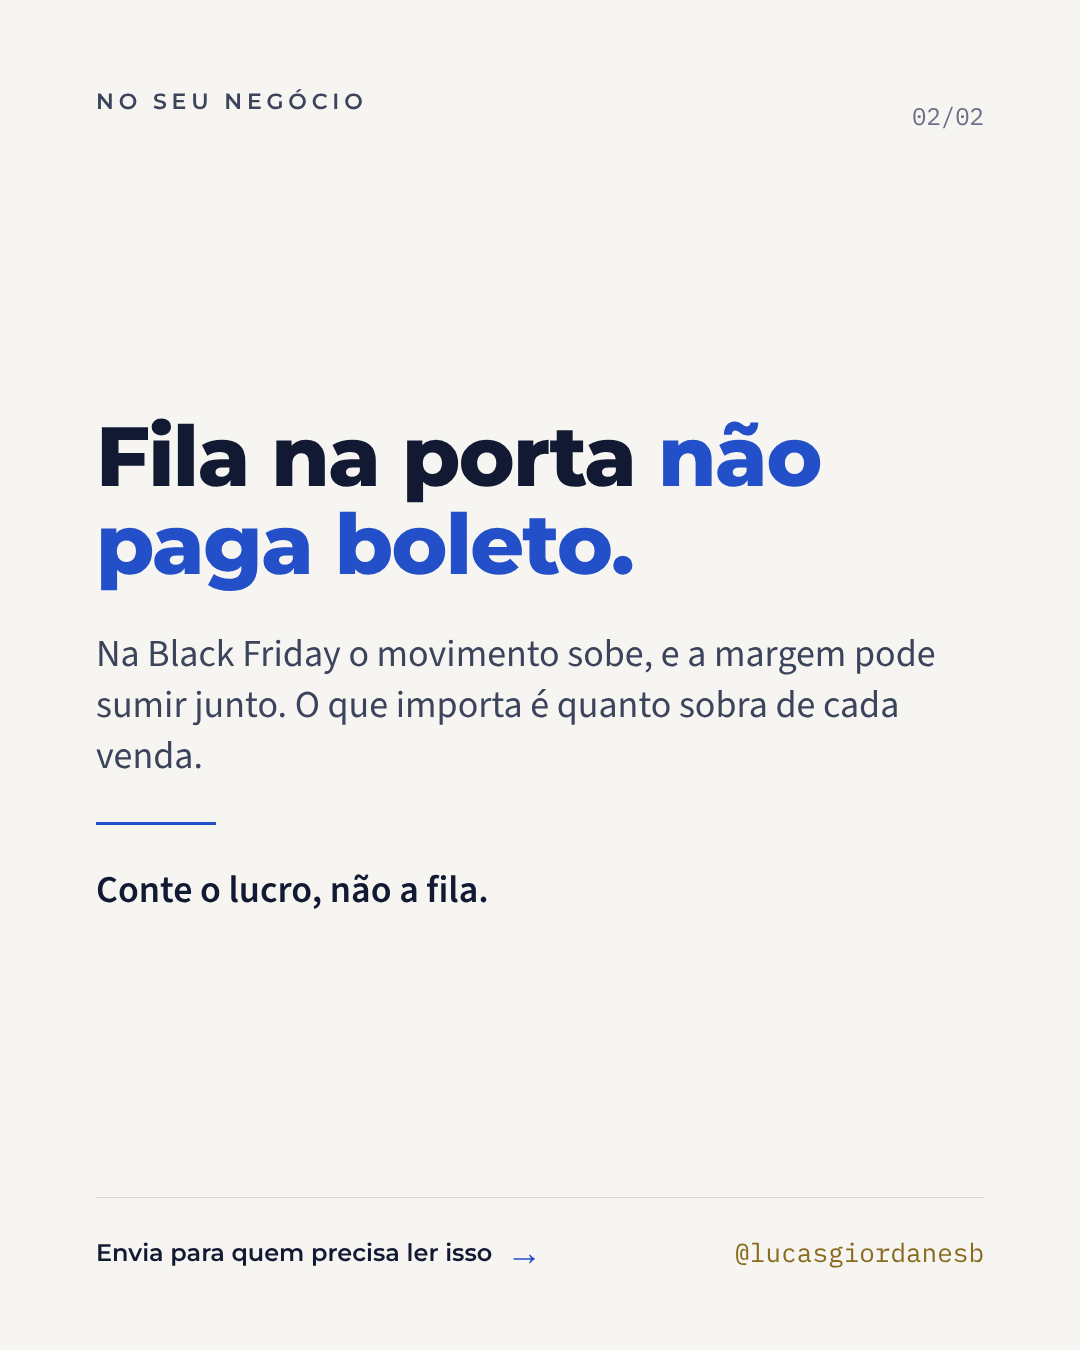 NO SEU NEGÓCIO
02/02
Fila na porta não
paga boleto.
Na Black Friday o movimento sobe, e a margem pode
sumir junto. O que importa é quanto sobra de cada
venda.
Conte o lucro, não a fila.
Envia para quem precisa ler isso →
@lucasgiordanesb